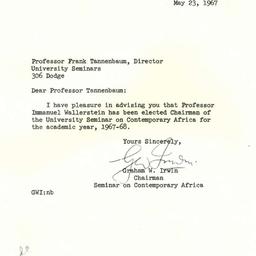 May 23, 1967
Professor Frank Tannenbaum, Director
University Seminars
306 Dodge
Dear Professor Tannenbaum:
I have pleasure in advising you that Professor
Immanuel Wallerstein has been elected Chairman of
the University Seminar on Contemporary Africa for
the academic year, 1967-68.
Yours Sincerely,
Graham W. Irwin
Chairman
Seminar on Contemporary Africa
GWI:nb